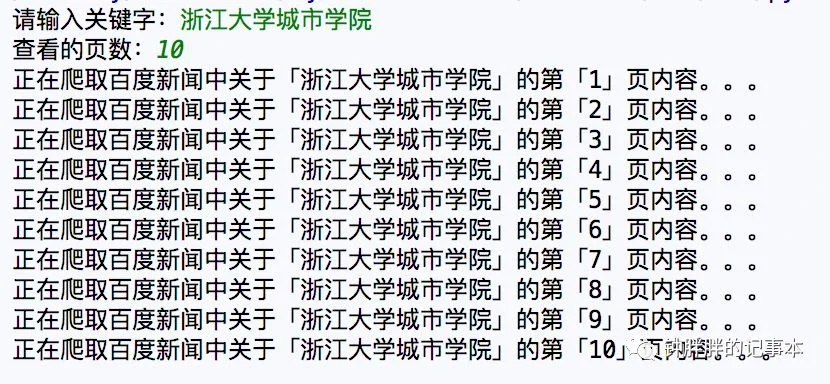 请输入关键字：浙江大学城市学院
查看的页数：10
正在爬取百度新闻中关于「浙江大学城市学院」的第「1」页内容。。。
正在爬取百度新闻中关于「浙江大学城市学院」的第「2」页内容。。。
正在爬取百度新闻中关于「浙江大学城市学院」的第「3」页内容。。。
正在爬取百度新闻中关于「浙江大学城市学院」的第「4」页内容。。。
正在爬取百度新闻中关于「浙江大学城市学院」的第「5」页内容。。。
正在爬取百度新闻中关于「浙江大学城市学院」的第「6」页内容。。。
正在爬取百度新闻中关于「浙江大学城市学院」的第「7」页内容。。。
正在爬取百度新闻中关于「浙江大学城市学院」的第「8」页内容。。。
正在爬取百度新闻中关于「浙江大学城市学院」的第「9」页内容。。。
正在爬取百度新闻中关于「浙江大学城市学院」的第「10」页内容。。。
胖胖的记事本